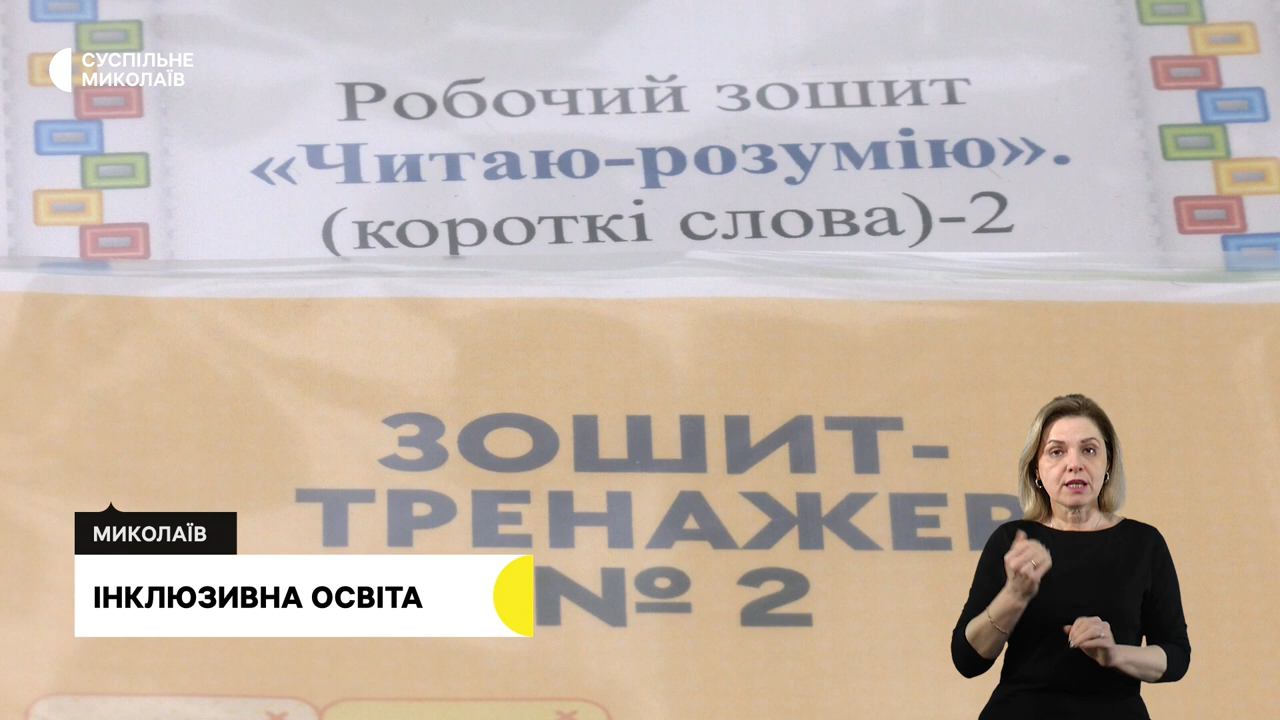 СУСПІЛЬНЕ
МИКОЛАЇВ
Робочий зошит
«Читаю-розумію».
(короткі слова)-2
ЗОШИТ-
ТРЕНАЖЕР
№ 2
МИКОЛАЇВ
ІНКЛЮЗИВНА ОСВІТА